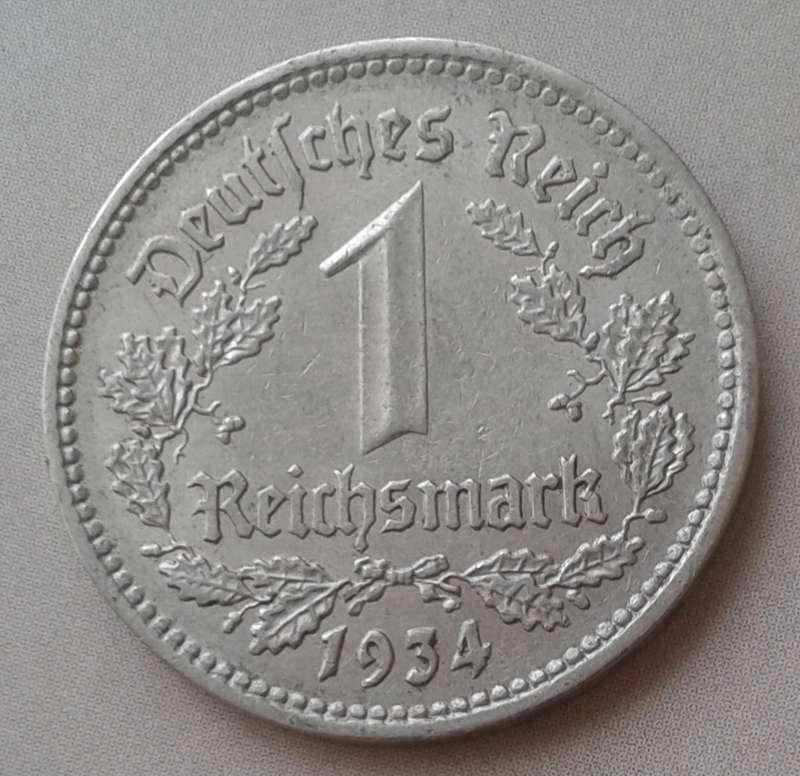 Deutſches Reich
1
Reichsmark
1934